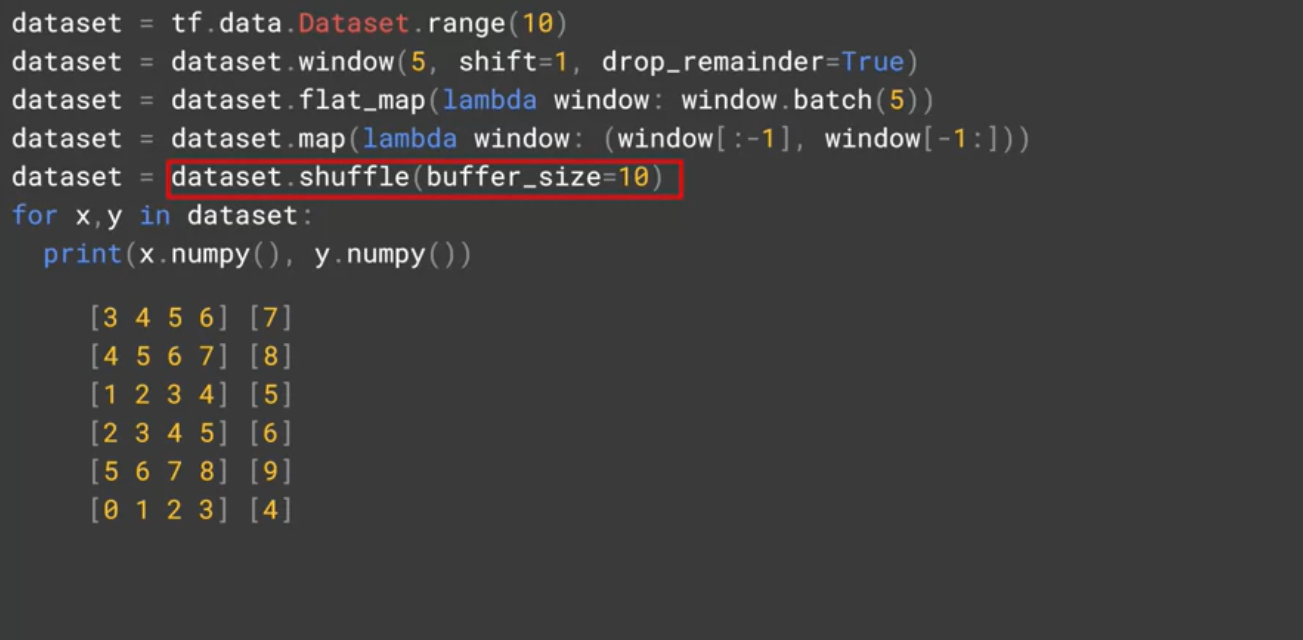 dataset = tf.data.Dataset.range(10)
dataset = dataset.window(5, shift=1, drop_remainder=True)
dataset = dataset.flat_map(lambda window: window.batch(5))
dataset = dataset.map(lambda window: (window[:-1], window[-1:]))
dataset = dataset.shuffle(buffer_size=10)
for x,y in dataset:
  print(x.numpy(), y.numpy())
[3 4 5 6] [7]
[4 5 6 7] [8]
[1 2 3 4] [5]
[2 3 4 5] [6]
[5 6 7 8] [9]
[0 1 2 3] [4]